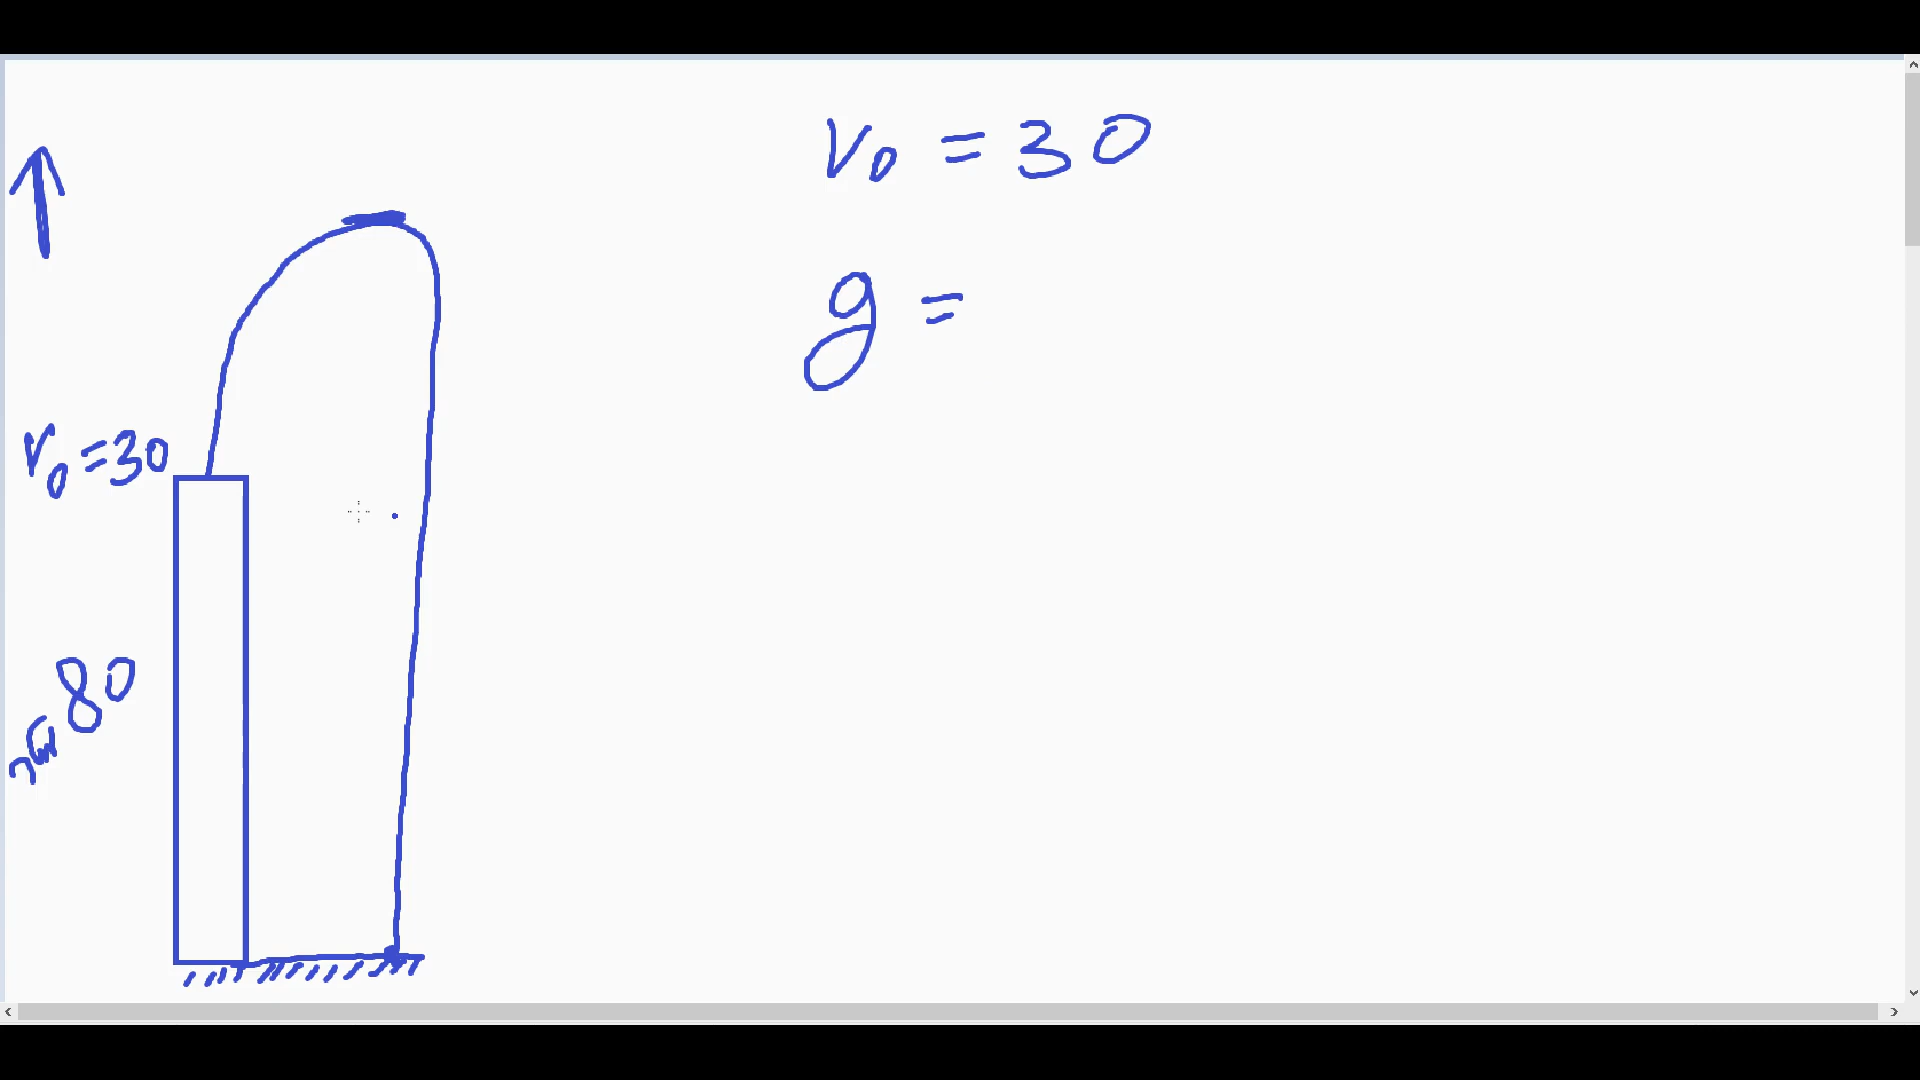 V₀ = 30
g =
V₀ = 30
80